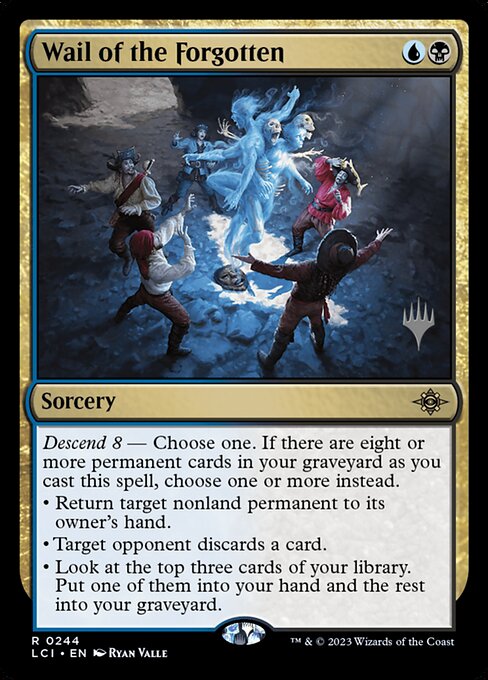 Wail of the Forgotten
Sorcery
Descend 8 — Choose one. If there are eight or
more permanent cards in your graveyard as you
cast this spell, choose one or more instead.
• Return target nonland permanent to its
owner's hand.
• Target opponent discards a card.
• Look at the top three cards of your library.
Put one of them into your hand and the rest
into your graveyard.
R 0244
LCI • EN Ryan Valle
™ & © 2023 Wizards of the Coast